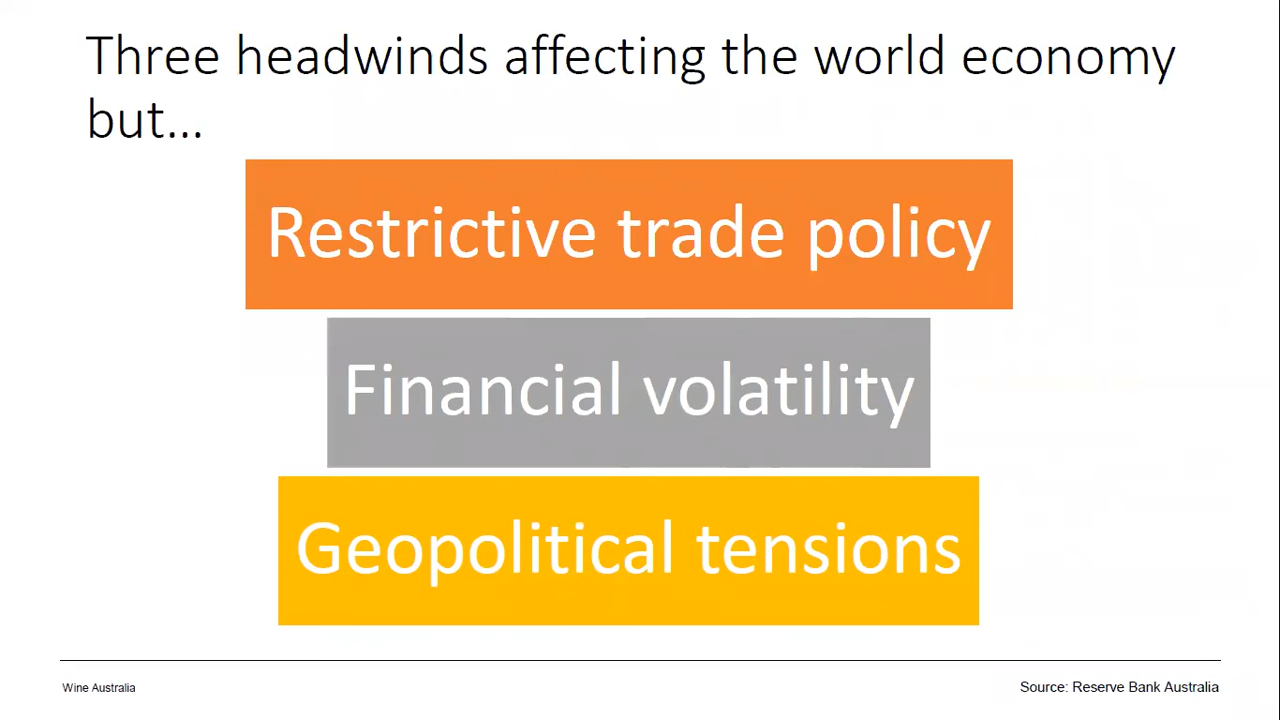 Three headwinds affecting the world economy
but...
Restrictive trade policy
Financial volatility
Geopolitical tensions
Wine Australia
Source: Reserve Bank Australia